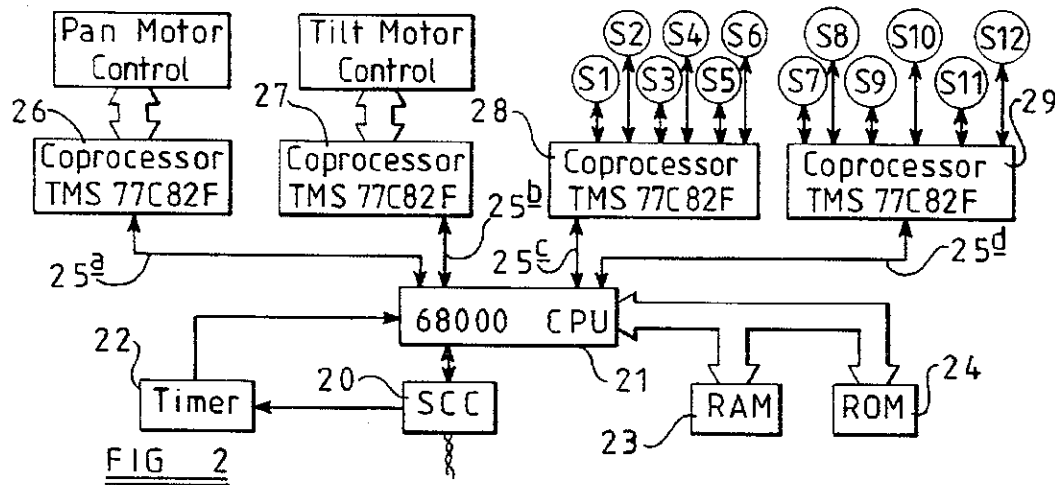 Pan Motor
Control
Tilt Motor
Control
S1
S2
S3
S4
S5
S6
S7
S8
S9
S10
S11
S12
26
27
28
29
Coprocessor
TMS 77C82F
Coprocessor
TMS 77C82F
Coprocessor
TMS 77C82F
Coprocessor
TMS 77C82F
25a
25b
25c
25d
68000 CPU
22
20
21
24
Timer
SCC
RAM
ROM
23
FIG 2